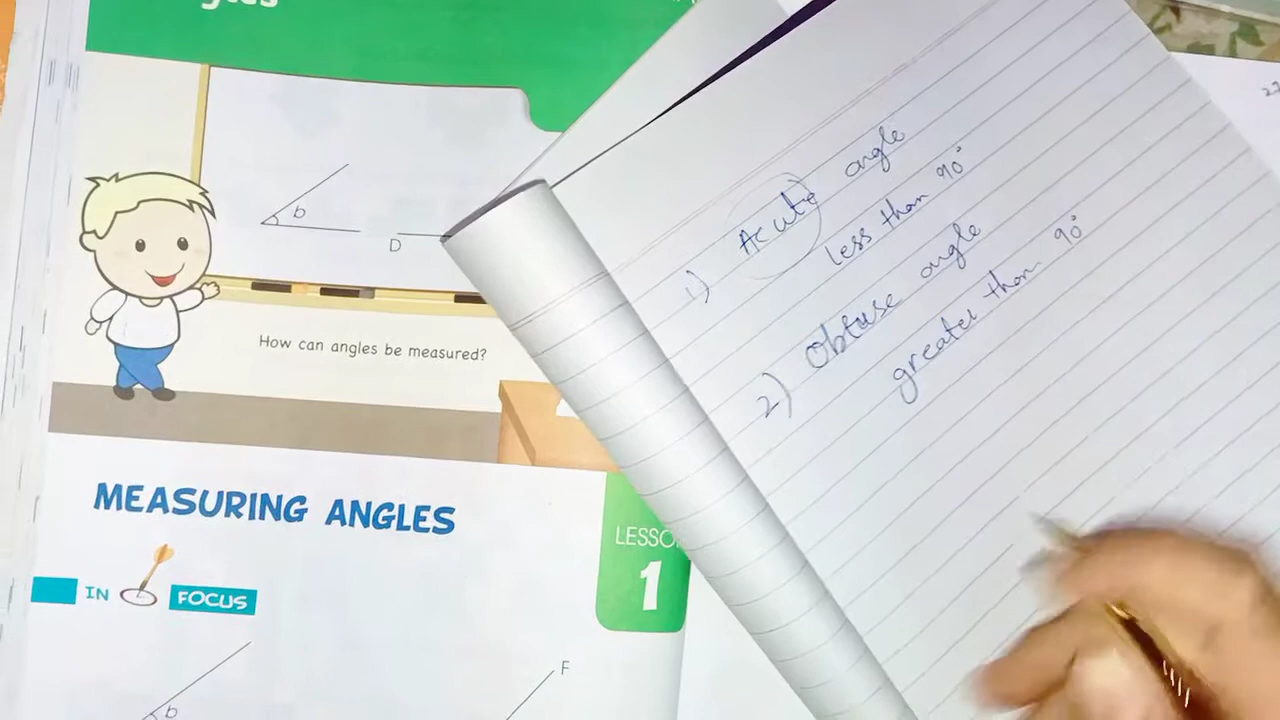 b
D
How can angles be measured?
MEASURING ANGLES
LESSO
1
IN FOCUS
b
F
1) Acute angle
less than 90°
2) Obtuse angle
greater than 90°